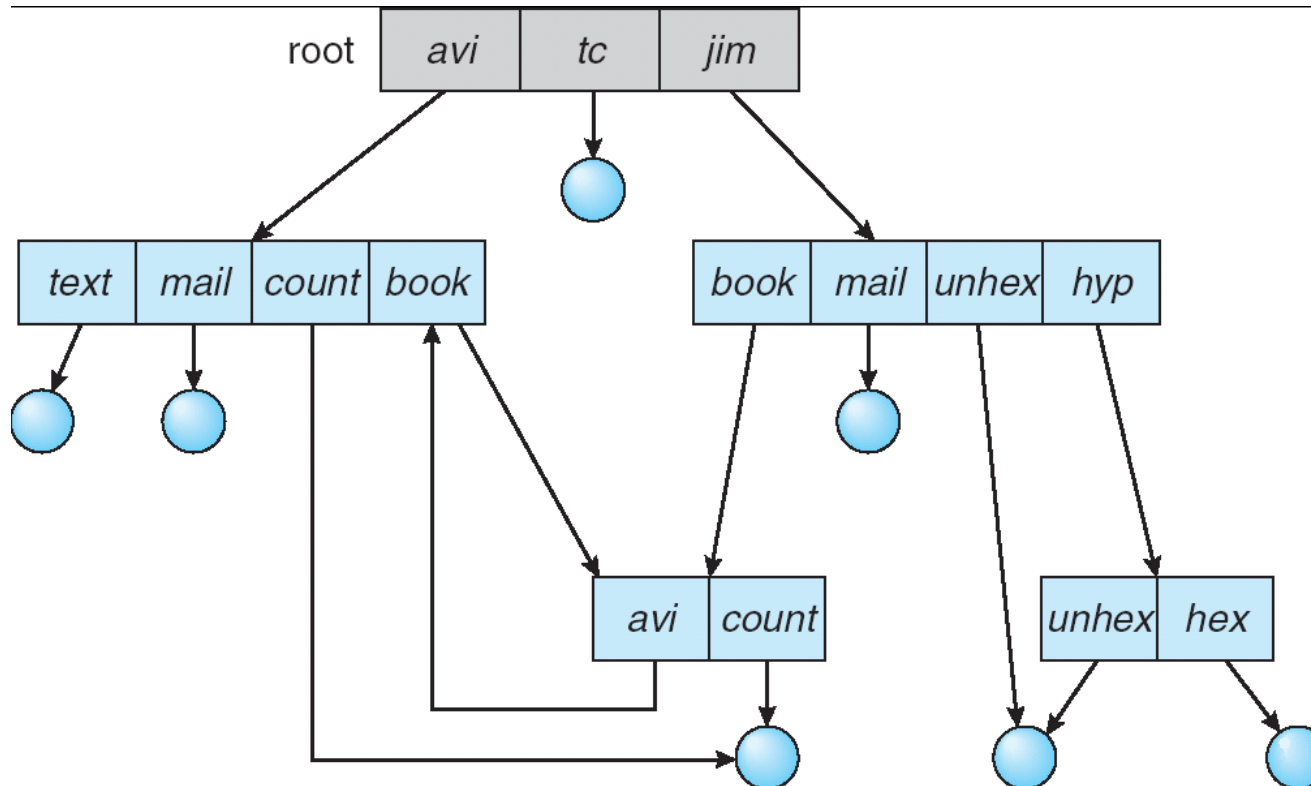 root avi tc jim
text mail count book book mail unhex hyp
avi count unhex hex